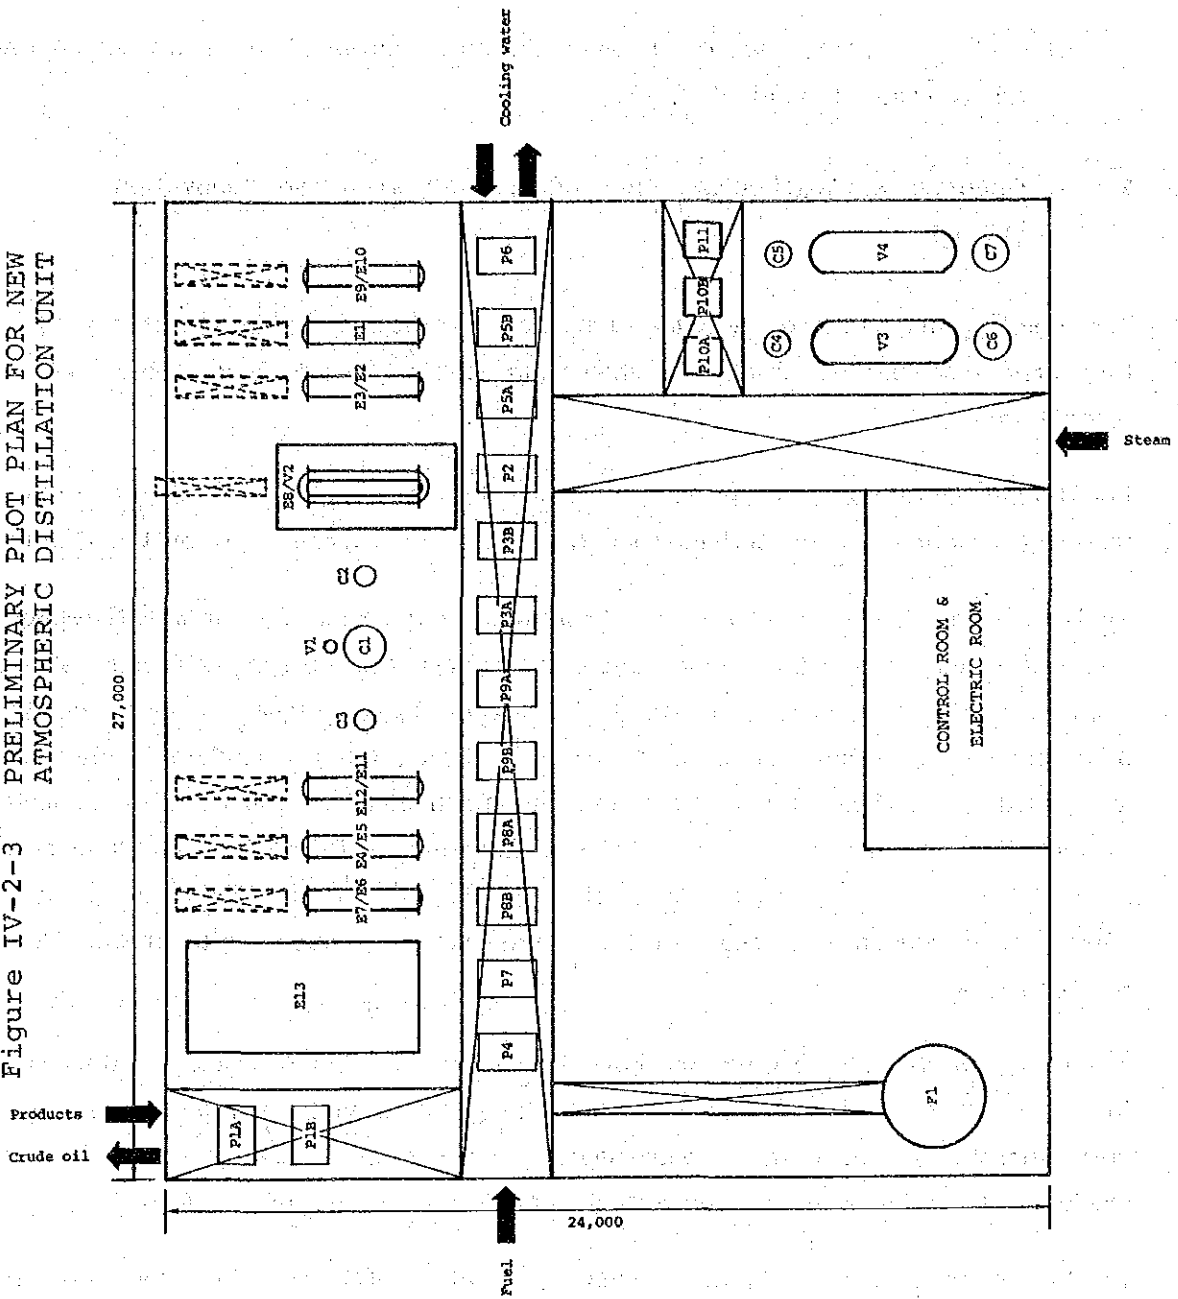 Figure IV-2-3 PRELIMINARY PLOT PLAN FOR NEW
ATMOSPHERIC DISTILLATION UNIT
27,000
24,000
Products
Crude oil
Fuel
Cooling water
Steam
P1A
P1B
E13
E7/E6
E4/E5
E12/E11
C3
V1
C1
C2
E8/V2
E3/E2
E1
E9/E10
P4
P7
P8B
P8A
P9B
P9A
P3A
P3B
P2
P5A
P5B
P6
F1
CONTROL ROOM &
ELECTRIC ROOM
P10A
P10B
P11
C4
V3
C6
C5
V4
C7